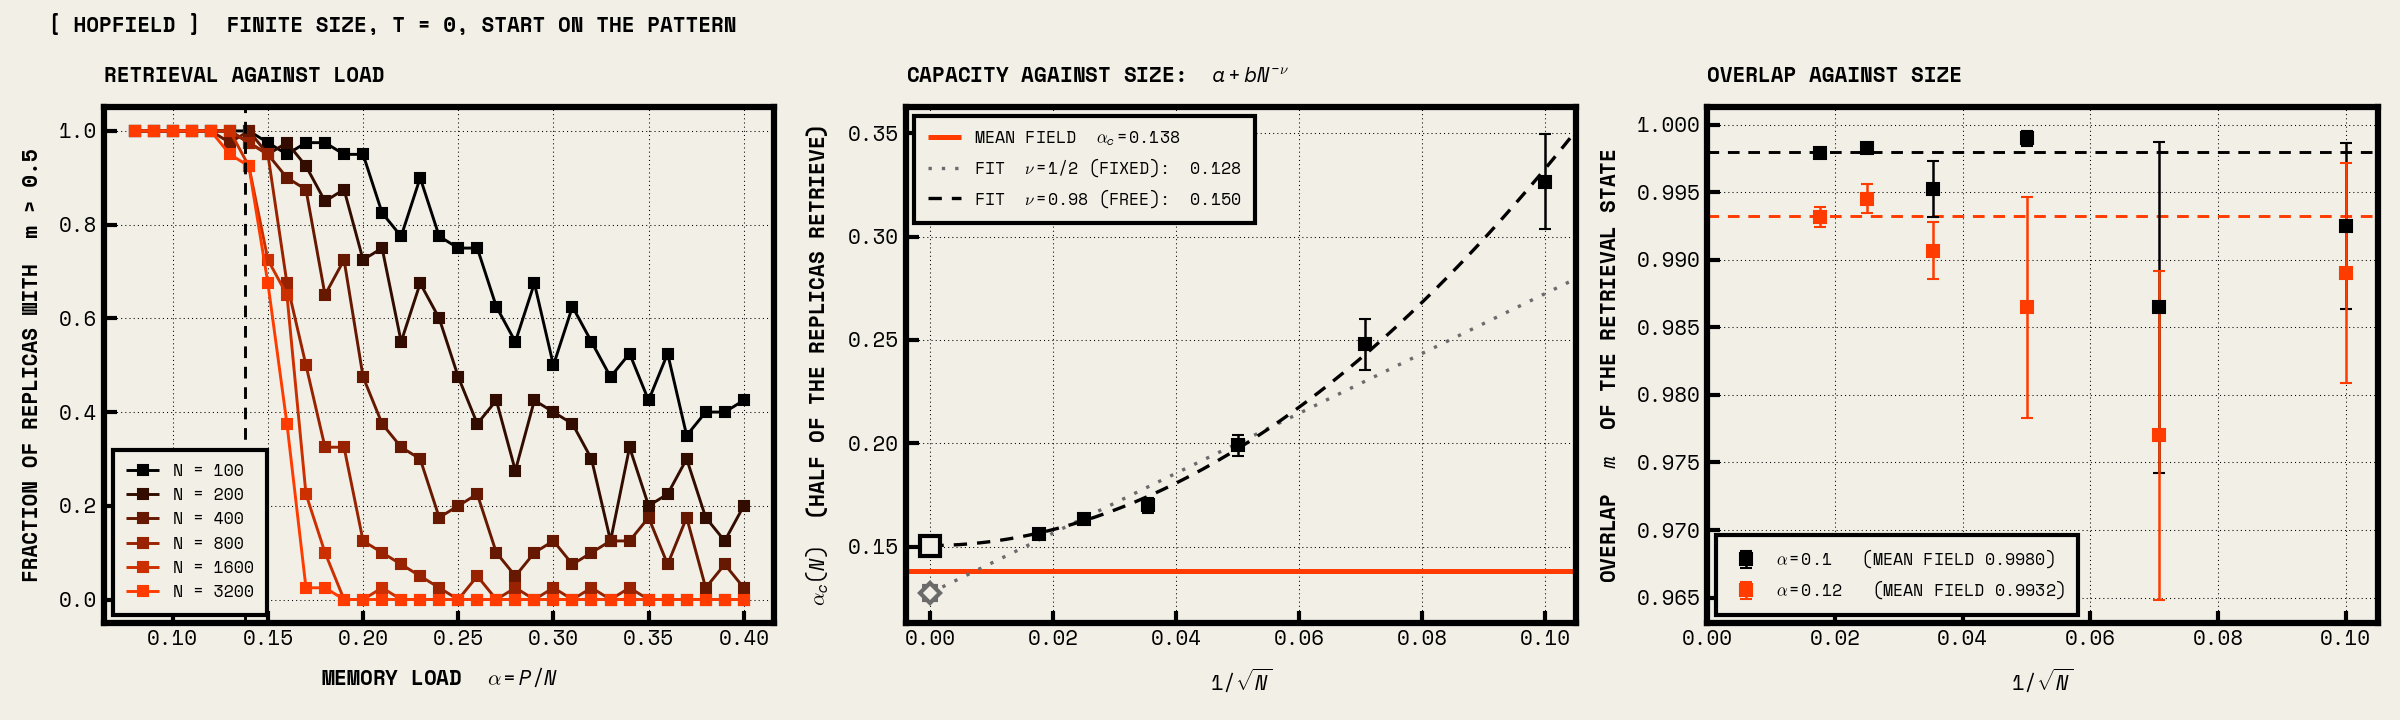 [ HOPFIELD ]  FINITE SIZE, T = 0, START ON THE PATTERN
RETRIEVAL AGAINST LOAD
FRACTION OF REPLICAS WITH  m > 0.5
1.0
0.8
0.6
0.4
0.2
0.0
N = 100
N = 200
N = 400
N = 800
N = 1600
N = 3200
0.10 0.15 0.20 0.25 0.30 0.35 0.40
MEMORY LOAD  α = P/N
CAPACITY AGAINST SIZE:  a + bN^−ν
α_c(N)  (HALF OF THE REPLICAS RETRIEVE)
0.35
0.30
0.25
0.20
0.15
MEAN FIELD  α_c = 0.138
FIT  ν = 1/2 (FIXED):  0.128
FIT  ν = 0.98 (FREE):  0.150
0.00 0.02 0.04 0.06 0.08 0.10
1/√N
OVERLAP AGAINST SIZE
OVERLAP  m  OF THE RETRIEVAL STATE
1.000
0.995
0.990
0.985
0.980
0.975
0.970
0.965
α = 0.1  (MEAN FIELD 0.9980)
α = 0.12  (MEAN FIELD 0.9932)
0.00 0.02 0.04 0.06 0.08 0.10
1/√N